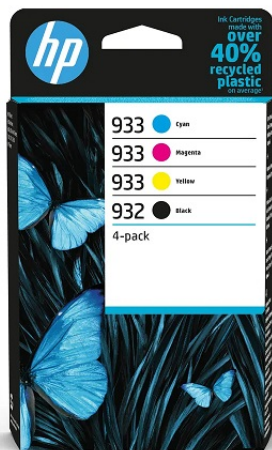 hp
Ink Cartridges
made with
over
40%
recycled
plastic
on average¹
933 Cyan
933 Magenta
933 Yellow
932 Black
4-pack